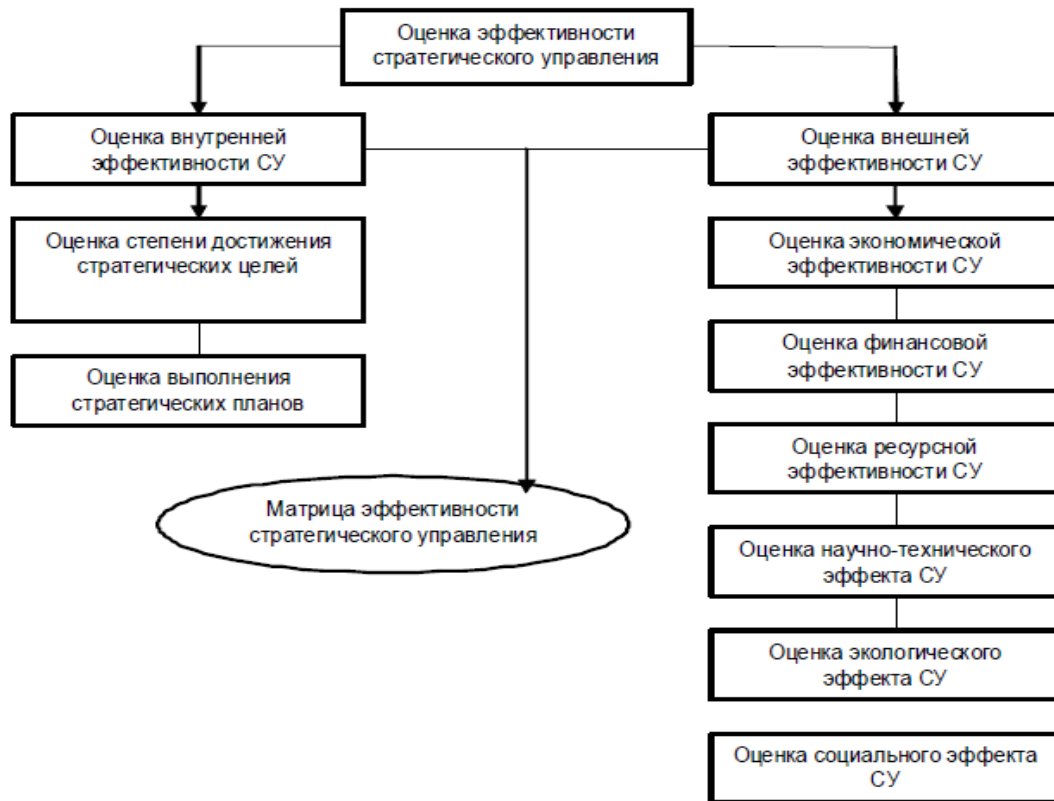 Оценка эффективности
стратегического управления
Оценка внутренней
эффективности СУ
Оценка внешней
эффективности СУ
Оценка степени достижения
стратегических целей
Оценка экономической
эффективности СУ
Оценка выполнения
стратегических планов
Оценка финансовой
эффективности СУ
Оценка ресурсной
эффективности СУ
Матрица эффективности
стратегического управления
Оценка научно-технического
эффекта СУ
Оценка экологического
эффекта СУ
Оценка социального эффекта
СУ